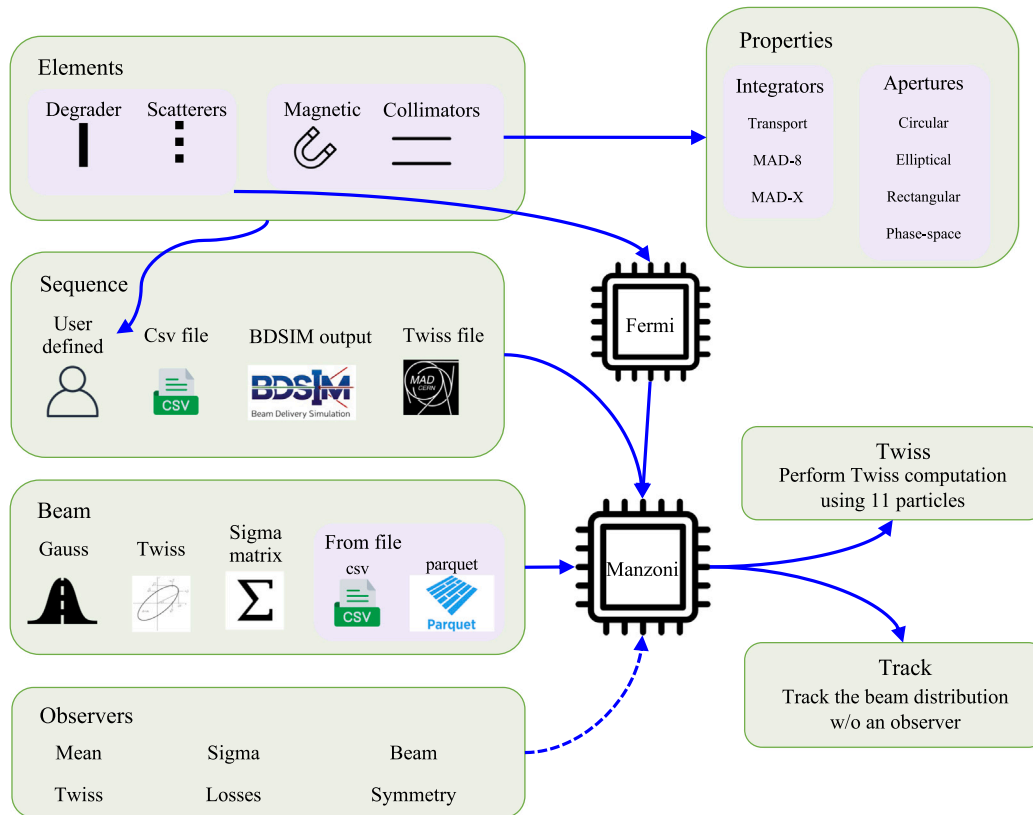 Elements
Degrader
Scatterers
Magnetic
Collimators
Properties
Integrators
Transport
MAD-8
MAD-X
Apertures
Circular
Elliptical
Rectangular
Phase-space
Sequence
User
defined
Csv file
CSV
BDSIM output
BDSIM
Beam Delivery Simulation
Twiss file
MAD
CERN
Fermi
Beam
Gauss
Twiss
Sigma
matrix
Σ
From file
csv
CSV
parquet
Parquet
Manzoni
Twiss
Perform Twiss computation
using 11 particles
Track
Track the beam distribution
w/o an observer
Observers
Mean
Sigma
Beam
Twiss
Losses
Symmetry